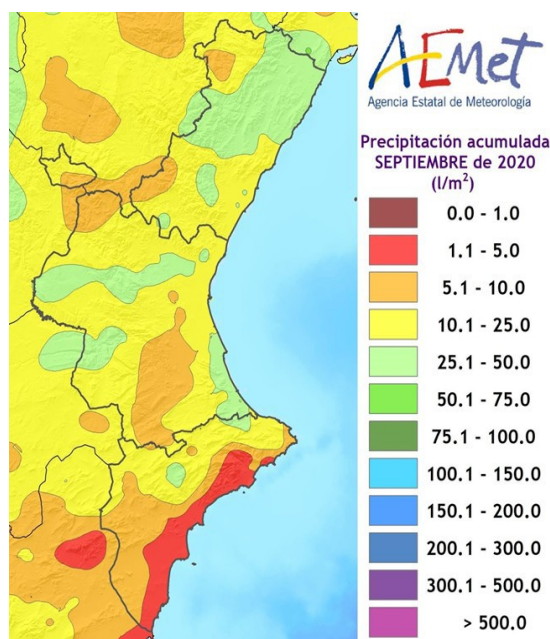 AEMet
Agencia Estatal de Meteorología
Precipitación acumulada
SEPTIEMBRE de 2020
(l/m²)
0.0 - 1.0
1.1 - 5.0
5.1 - 10.0
10.1 - 25.0
25.1 - 50.0
50.1 - 75.0
75.1 - 100.0
100.1 - 150.0
150.1 - 200.0
200.1 - 300.0
300.1 - 500.0
> 500.0